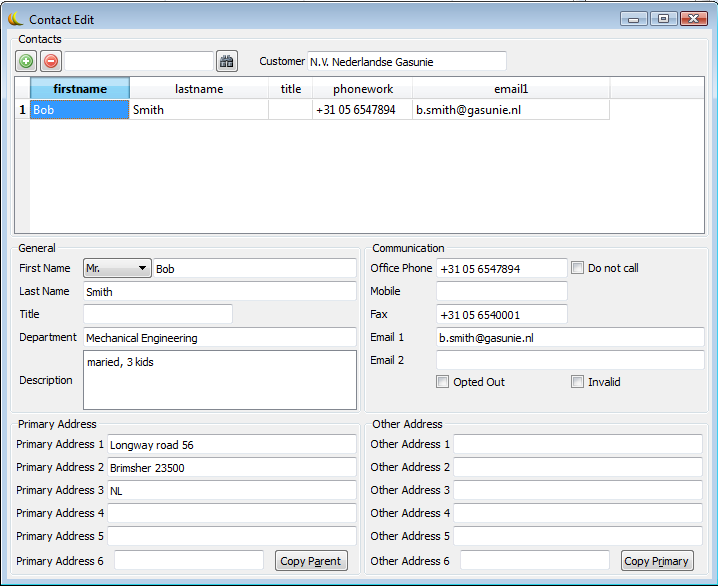 Contact Edit
Contacts
Customer N.V. Nederlandse Gasunie
firstname lastname title phonework email1
1 Bob Smith +31 05 6547894 b.smith@gasunie.nl
General
First Name Mr. Bob
Last Name Smith
Title
Department Mechanical Engineering
Description maried, 3 kids
Communication
Office Phone +31 05 6547894 Do not call
Mobile
Fax +31 05 6540001
Email 1 b.smith@gasunie.nl
Email 2
Opted Out Invalid
Primary Address
Primary Address 1 Longway road 56
Primary Address 2 Brimsher 23500
Primary Address 3 NL
Primary Address 4
Primary Address 5
Primary Address 6 Copy Parent
Other Address
Other Address 1
Other Address 2
Other Address 3
Other Address 4
Other Address 5
Other Address 6 Copy Primary